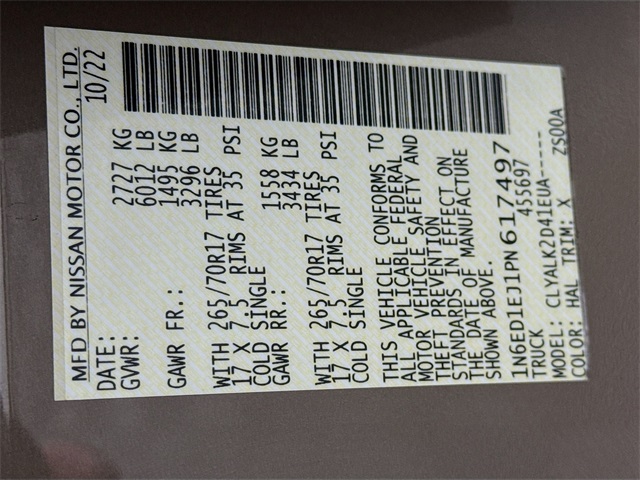 MFD BY NISSAN MOTOR CO., LTD.
DATE: 10/22
GVWR: 2727 KG
6012 LB
GAWR FR.: 1495 KG
3296 LB
WITH 265/70R17 TIRES
17 X 7.5 RIMS AT 35 PSI
COLD SINGLE
GAWR RR.: 1558 KG
3434 LB
WITH 265/70R17 TIRES
17 X 7.5 RIMS AT 35 PSI
COLD SINGLE
THIS VEHICLE CONFORMS TO
ALL APPLICABLE FEDERAL
MOTOR VEHICLE SAFETY AND
THEFT PREVENTION
STANDARDS IN EFFECT ON
THE DATE OF MANUFACTURE
SHOWN ABOVE.
1N6ED1EJ1PN617497
TRUCK 455697
MODEL: CLYALK2D41EUA------
COLOR: HAL TRIM: X ZS00A